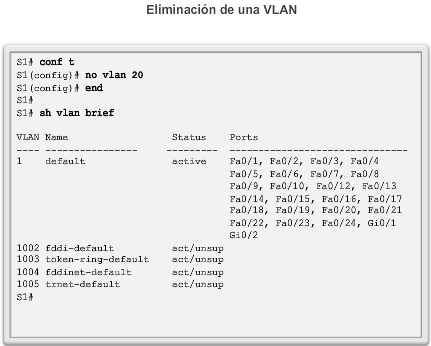 Eliminación de una VLAN
S1# conf t
S1(config)# no vlan 20
S1(config)# end
S1#
S1# sh vlan brief
VLAN Name Status Ports
---- ---------------- --------- -------------------------------
1 default active Fa0/1, Fa0/2, Fa0/3, Fa0/4
Fa0/5, Fa0/6, Fa0/7, Fa0/8
Fa0/9, Fa0/10, Fa0/12, Fa0/13
Fa0/14, Fa0/15, Fa0/16, Fa0/17
Fa0/18, Fa0/19, Fa0/20, Fa0/21
Fa0/22, Fa0/23, Fa0/24, Gi0/1
Gi0/2
1002 fddi-default act/unsup
1003 token-ring-default act/unsup
1004 fddinet-default act/unsup
1005 trnet-default act/unsup
S1#